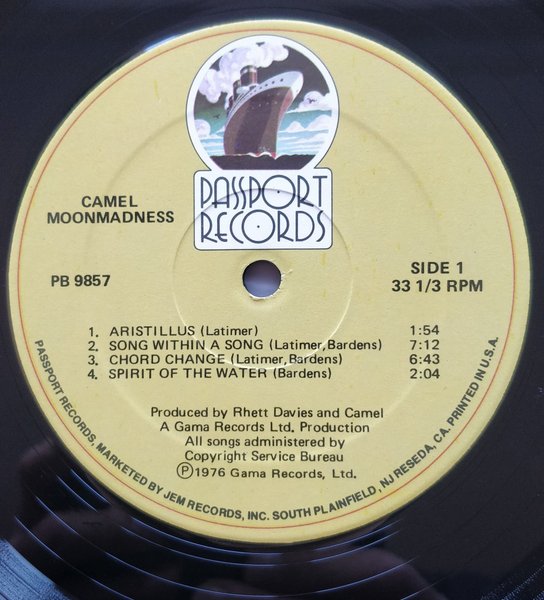 PASSPORT
RECORDS
CAMEL
MOONMADNESS
PB 9857
SIDE 1
33 1/3 RPM
1. ARISTILLUS (Latimer) 1:54
2. SONG WITHIN A SONG (Latimer, Bardens) 7:12
3. CHORD CHANGE (Latimer, Bardens) 6:43
4. SPIRIT OF THE WATER (Bardens) 2:04
Produced by Rhett Davies and Camel
A Gama Records Ltd. Production
All songs administered by
Copyright Service Bureau
Ⓟ1976 Gama Records, Ltd.
PASSPORT RECORDS, MARKETED BY JEM RECORDS, INC. SOUTH PLAINFIELD, NJ RESEDA, CA. PRINTED IN U.S.A.